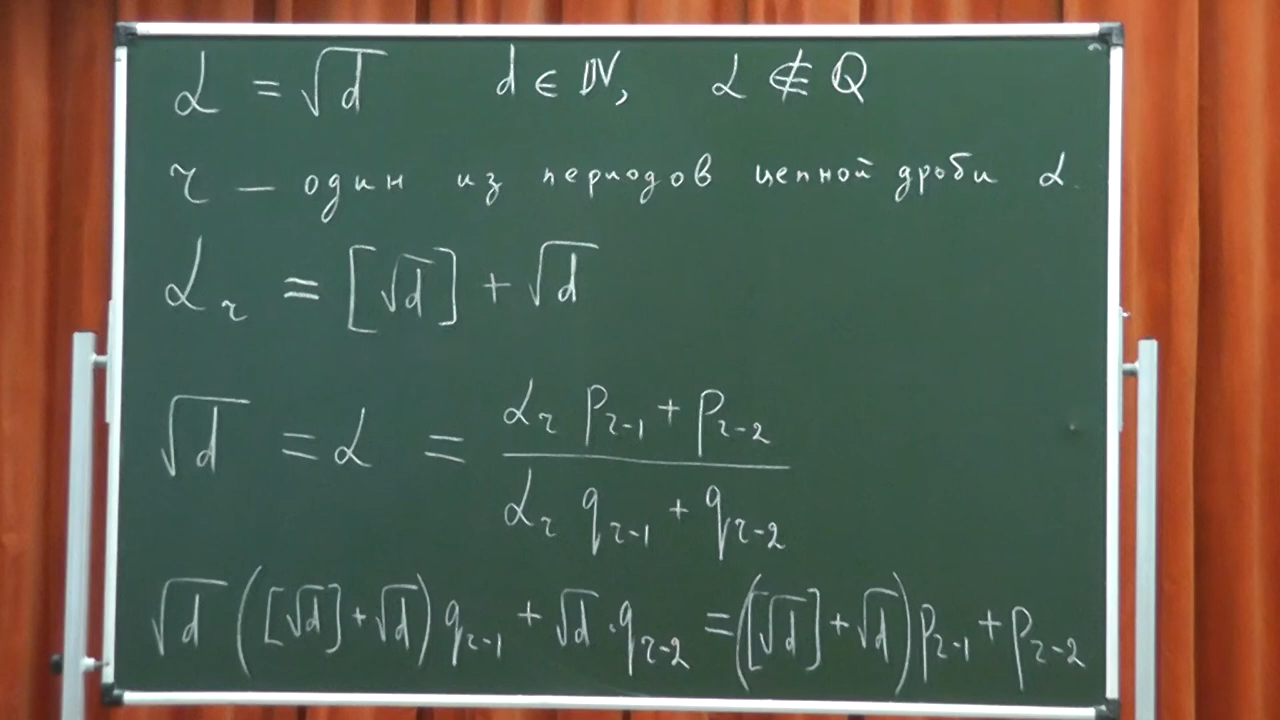 α = √d d ∈ ℕ, α ∉ Q
r — один из периодов цепной дроби α.
α_r = [√d] + √d
√d = α = (α_r p_{r-1} + p_{r-2}) / (α_r q_{r-1} + q_{r-2})
√d ([√d] + √d) q_{r-1} + √d · q_{r-2} = ([√d] + √d) p_{r-1} + p_{r-2}